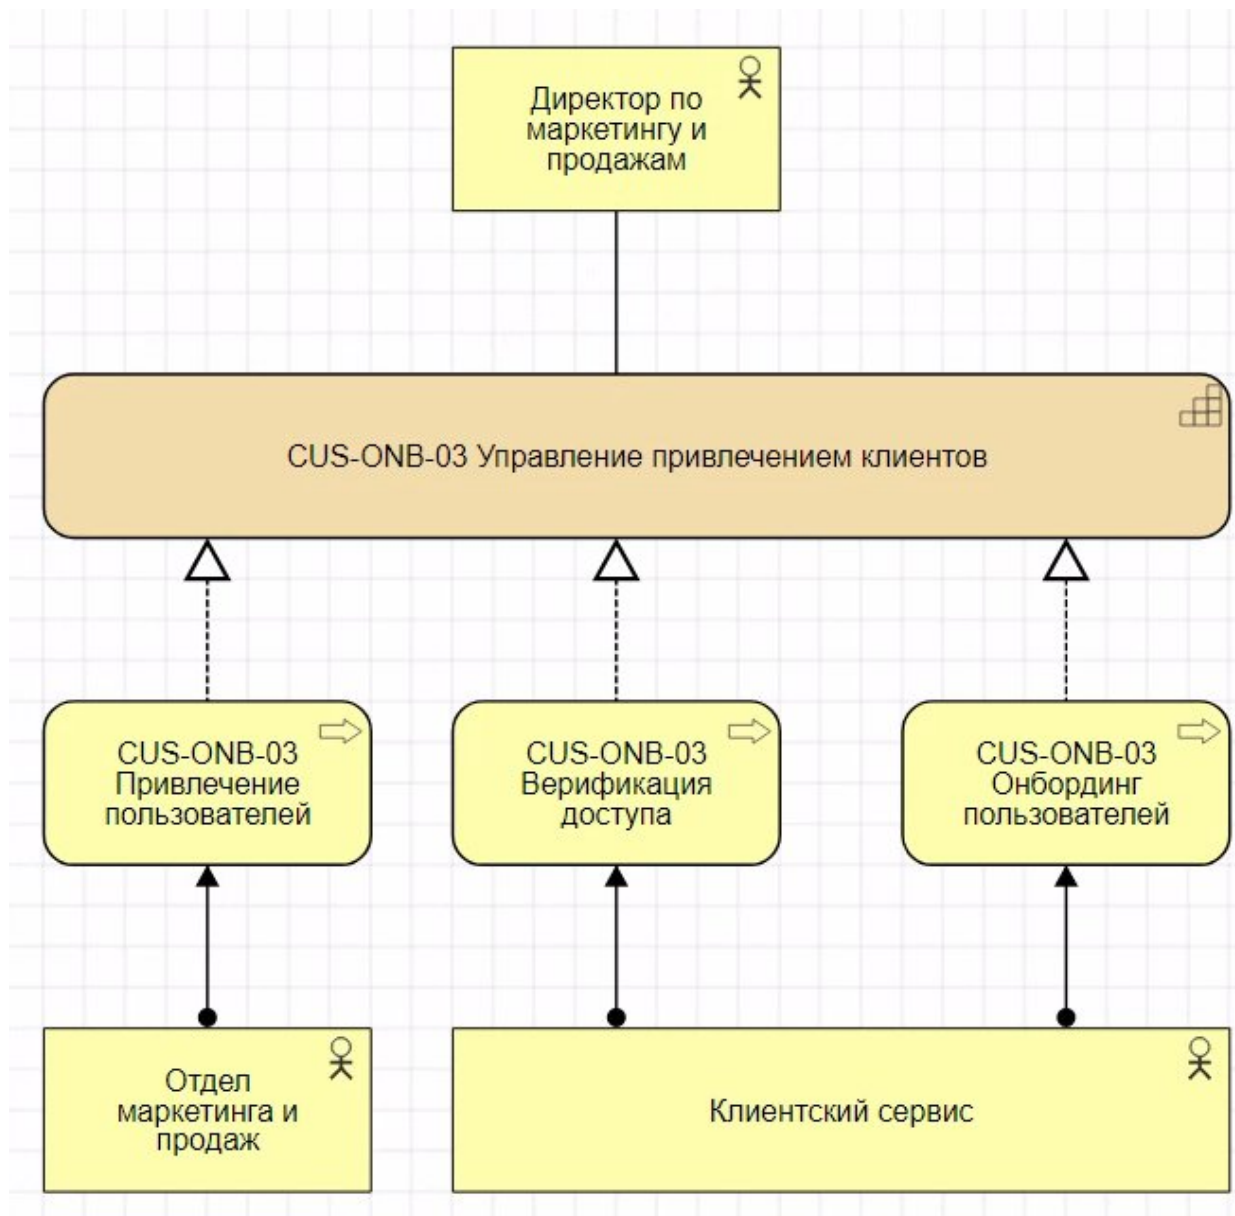 Директор по
маркетингу и
продажам
CUS-ONB-03 Управление привлечением клиентов
CUS-ONB-03
Привлечение
пользователей
CUS-ONB-03
Верификация
доступа
CUS-ONB-03
Онбординг
пользователей
Отдел
маркетинга и
продаж
Клиентский сервис